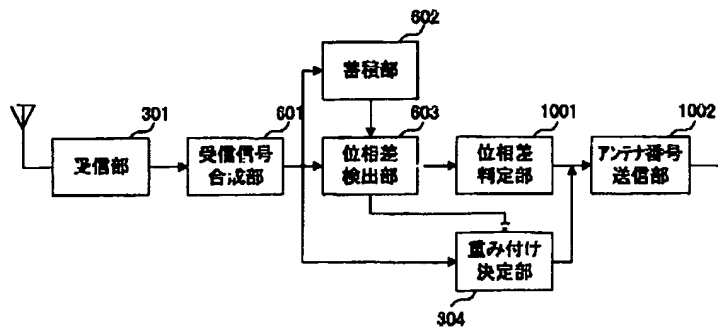 602
蓄積部
301
601
603
1001
1002
受信部
受信信号
合成部
位相差
検出部
位相差
判定部
アンテナ番号
送信部
重み付け
決定部
304